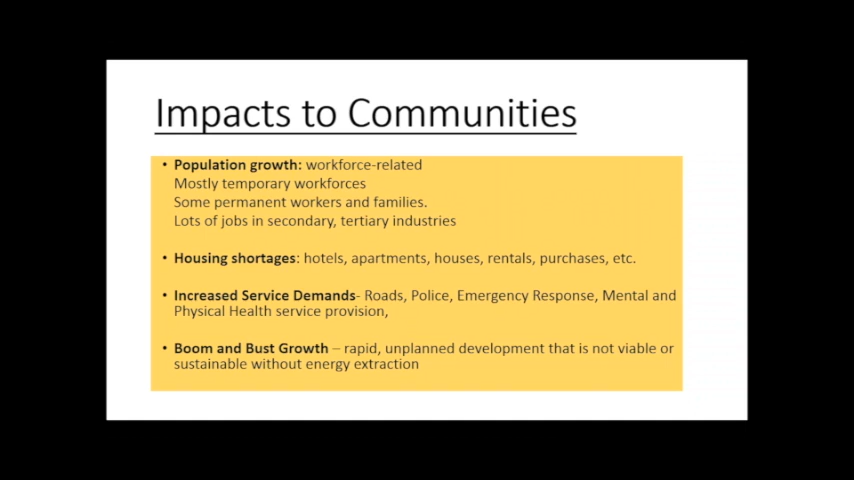 Impacts to Communities
• Population growth: workforce-related
Mostly temporary workforces
Some permanent workers and families.
Lots of jobs in secondary, tertiary industries
• Housing shortages: hotels, apartments, houses, rentals, purchases, etc.
• Increased Service Demands- Roads, Police, Emergency Response, Mental and
Physical Health service provision,
• Boom and Bust Growth – rapid, unplanned development that is not viable or
sustainable without energy extraction